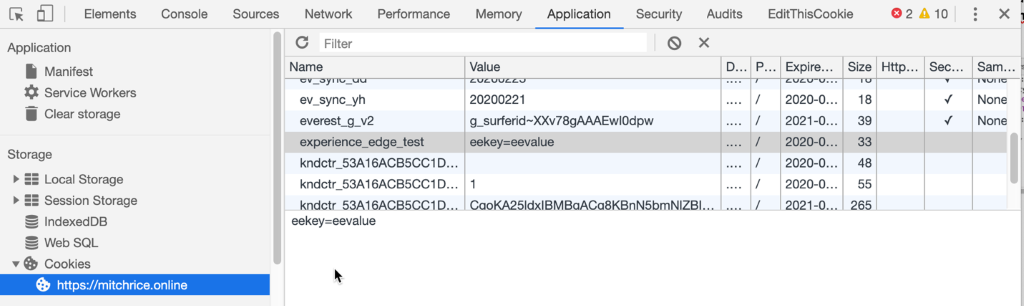 Elements Console Sources Network Performance Memory Application Security Audits EditThisCookie 2 10
Application
Manifest
Service Workers
Clear storage
Storage
Local Storage
Session Storage
IndexedDB
Web SQL
Cookies
https://mitchrice.online
Filter
Name Value D... P... Expire... Size Http... Sec... Sam...
ev_sync_dd 20200223 .... / 2020-0... 18 ✓ None
ev_sync_yh 20200221 .... / 2020-0... 18 ✓ None
everest_g_v2 g_surferid~XXv78gAAAEwI0dpw .... / 2021-0... 39 ✓ None
experience_edge_test eekey=eevalue .... / 2020-0... 33
kndctr_53A16ACB5CC1D... .... / 2020-0... 48
kndctr_53A16ACB5CC1D... 1 .... / 2020-0... 55
kndctr_53A16ACB5CC1D... .... / 2021-0... 265
eekey=eevalue